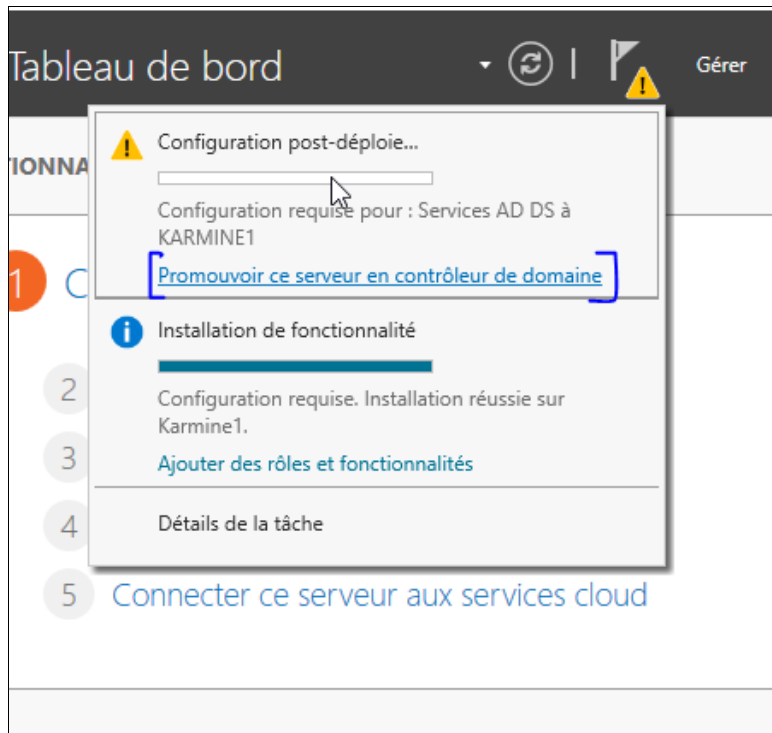 Tableau de bord
Gérer
Configuration post-déploie...
TIONNA
Configuration requise pour : Services AD DS à
KARMINE1
Promouvoir ce serveur en contrôleur de domaine
1 C
Installation de fonctionnalité
2
Configuration requise. Installation réussie sur
Karmine1.
3
Ajouter des rôles et fonctionnalités
4
Détails de la tâche
5 Connecter ce serveur aux services cloud